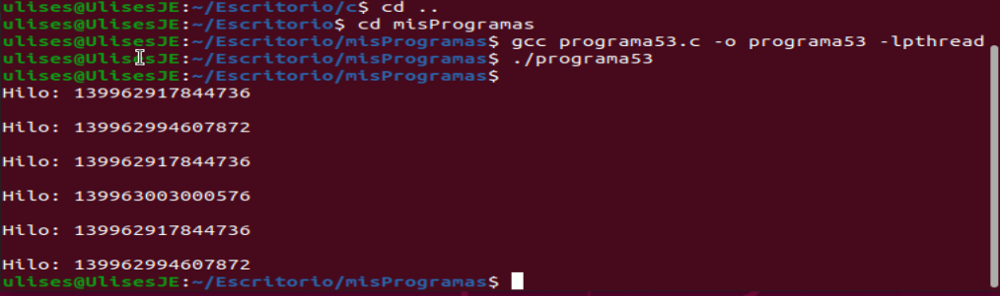 ulises@UlisesJE:~/Escritorio/c$ cd ..
ulises@UlisesJE:~/Escritorio$ cd misProgramas
ulises@UlisesJE:~/Escritorio/misProgramas$ gcc programa53.c -o programa53 -lpthread
ulises@UlisesJE:~/Escritorio/misProgramas$ ./programa53
ulises@UlisesJE:~/Escritorio/misProgramas$
Hilo: 139962917844736
Hilo: 139962994607872
Hilo: 139962917844736
Hilo: 139963003000576
Hilo: 139962917844736
Hilo: 139962994607872
ulises@UlisesJE:~/Escritorio/misProgramas$